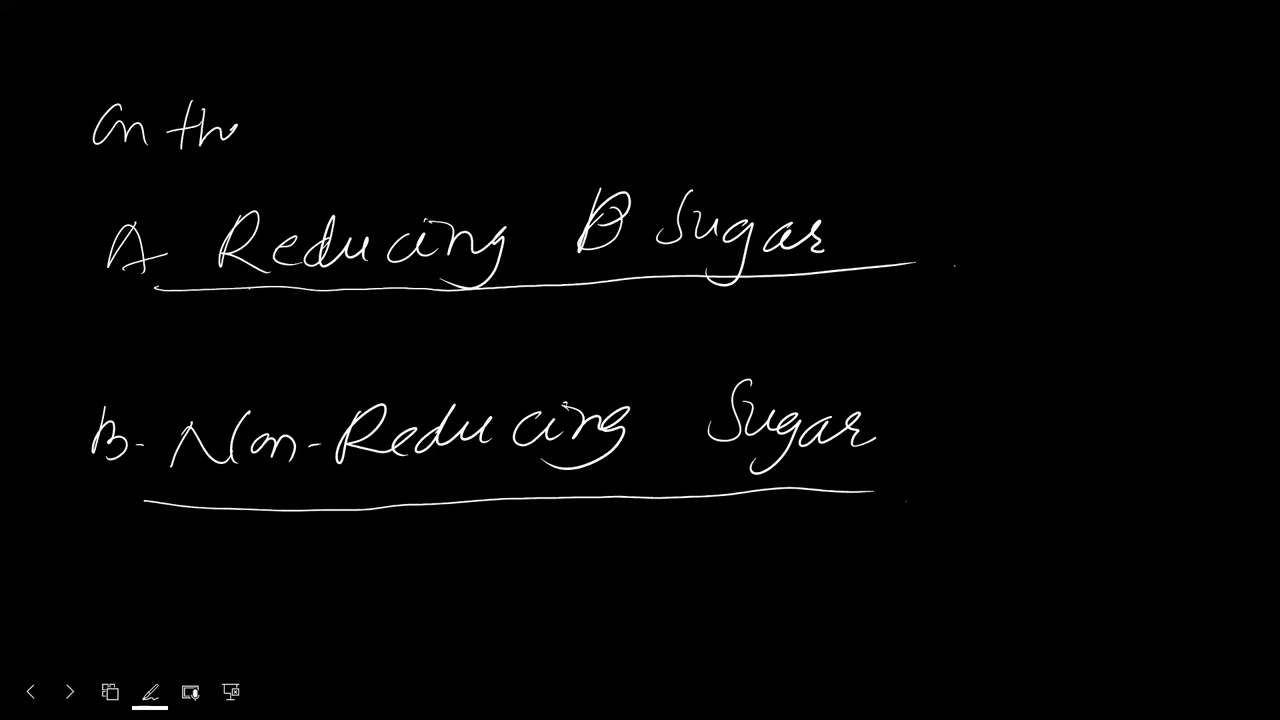 on the
A Reducing B Sugar
B- Non-Reducing Sugar